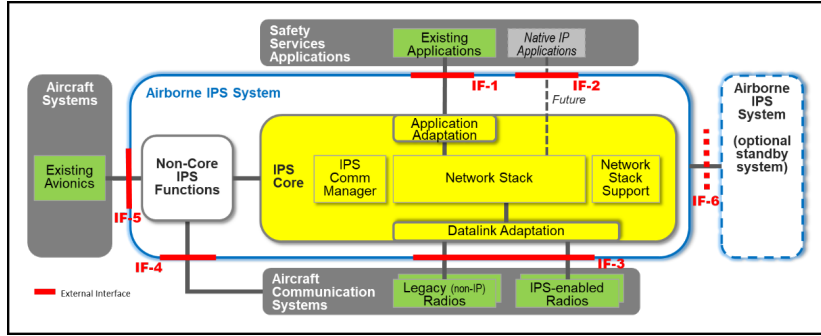 Safety
Services
Applications
Existing
Applications
Native IP
Applications
IF-1
IF-2
Future
Aircraft
Systems
Existing
Avionics
IF-5
Airborne IPS System
Non-Core
IPS
Functions
IPS
Core
Application
Adaptation
IPS
Comm
Manager
Network Stack
Network
Stack
Support
Datalink Adaptation
IF-4
IF-3
IF-6
Airborne
IPS
System
(optional
standby
system)
Aircraft
Communication
Systems
Legacy (non-IP)
Radios
IPS-enabled
Radios
External Interface